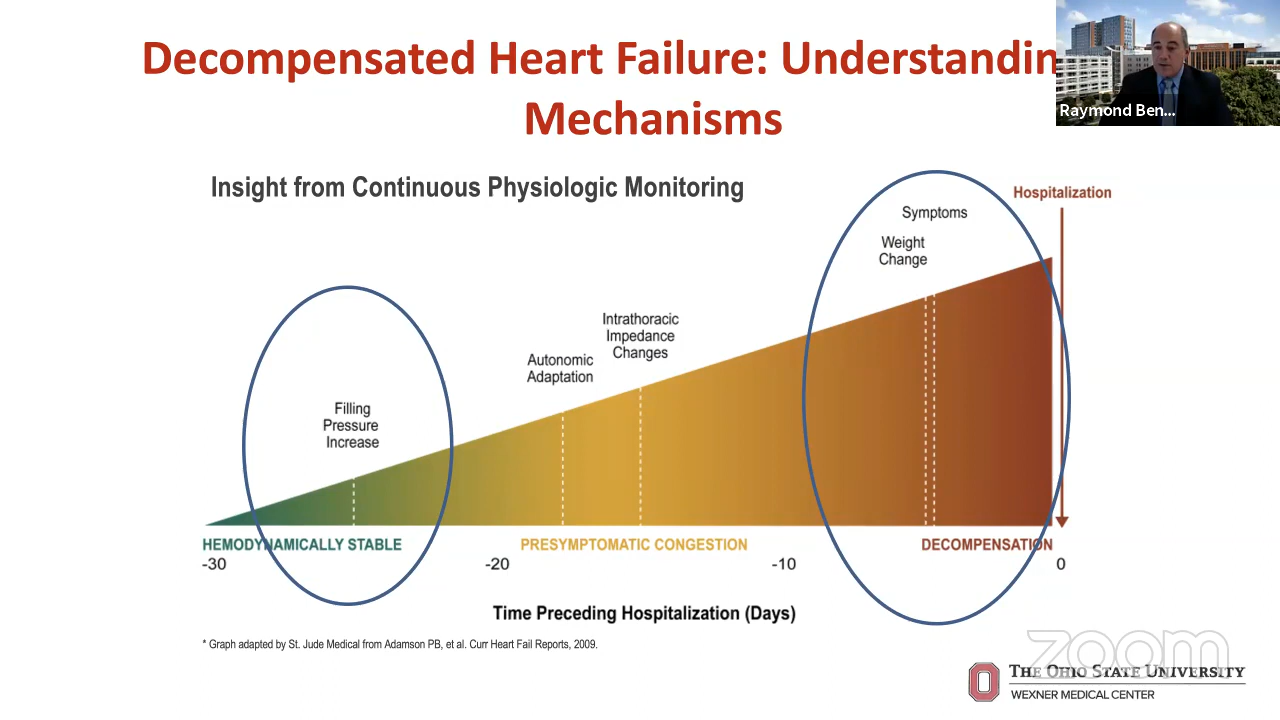 Decompensated Heart Failure: Understandin
Mechanisms
Raymond Ben...
Insight from Continuous Physiologic Monitoring
Hospitalization
Symptoms
Weight
Change
Intrathoracic
Impedance
Changes
Autonomic
Adaptation
Filling
Pressure
Increase
HEMODYNAMICALLY STABLE
PRESYMPTOMATIC CONGESTION
DECOMPENSATION
-30
-20
-10
0
Time Preceding Hospitalization (Days)
* Graph adapted by St. Jude Medical from Adamson PB, et al. Curr Heart Fail Reports, 2009.
zoom
THE OHIO STATE UNIVERSITY
WEXNER MEDICAL CENTER